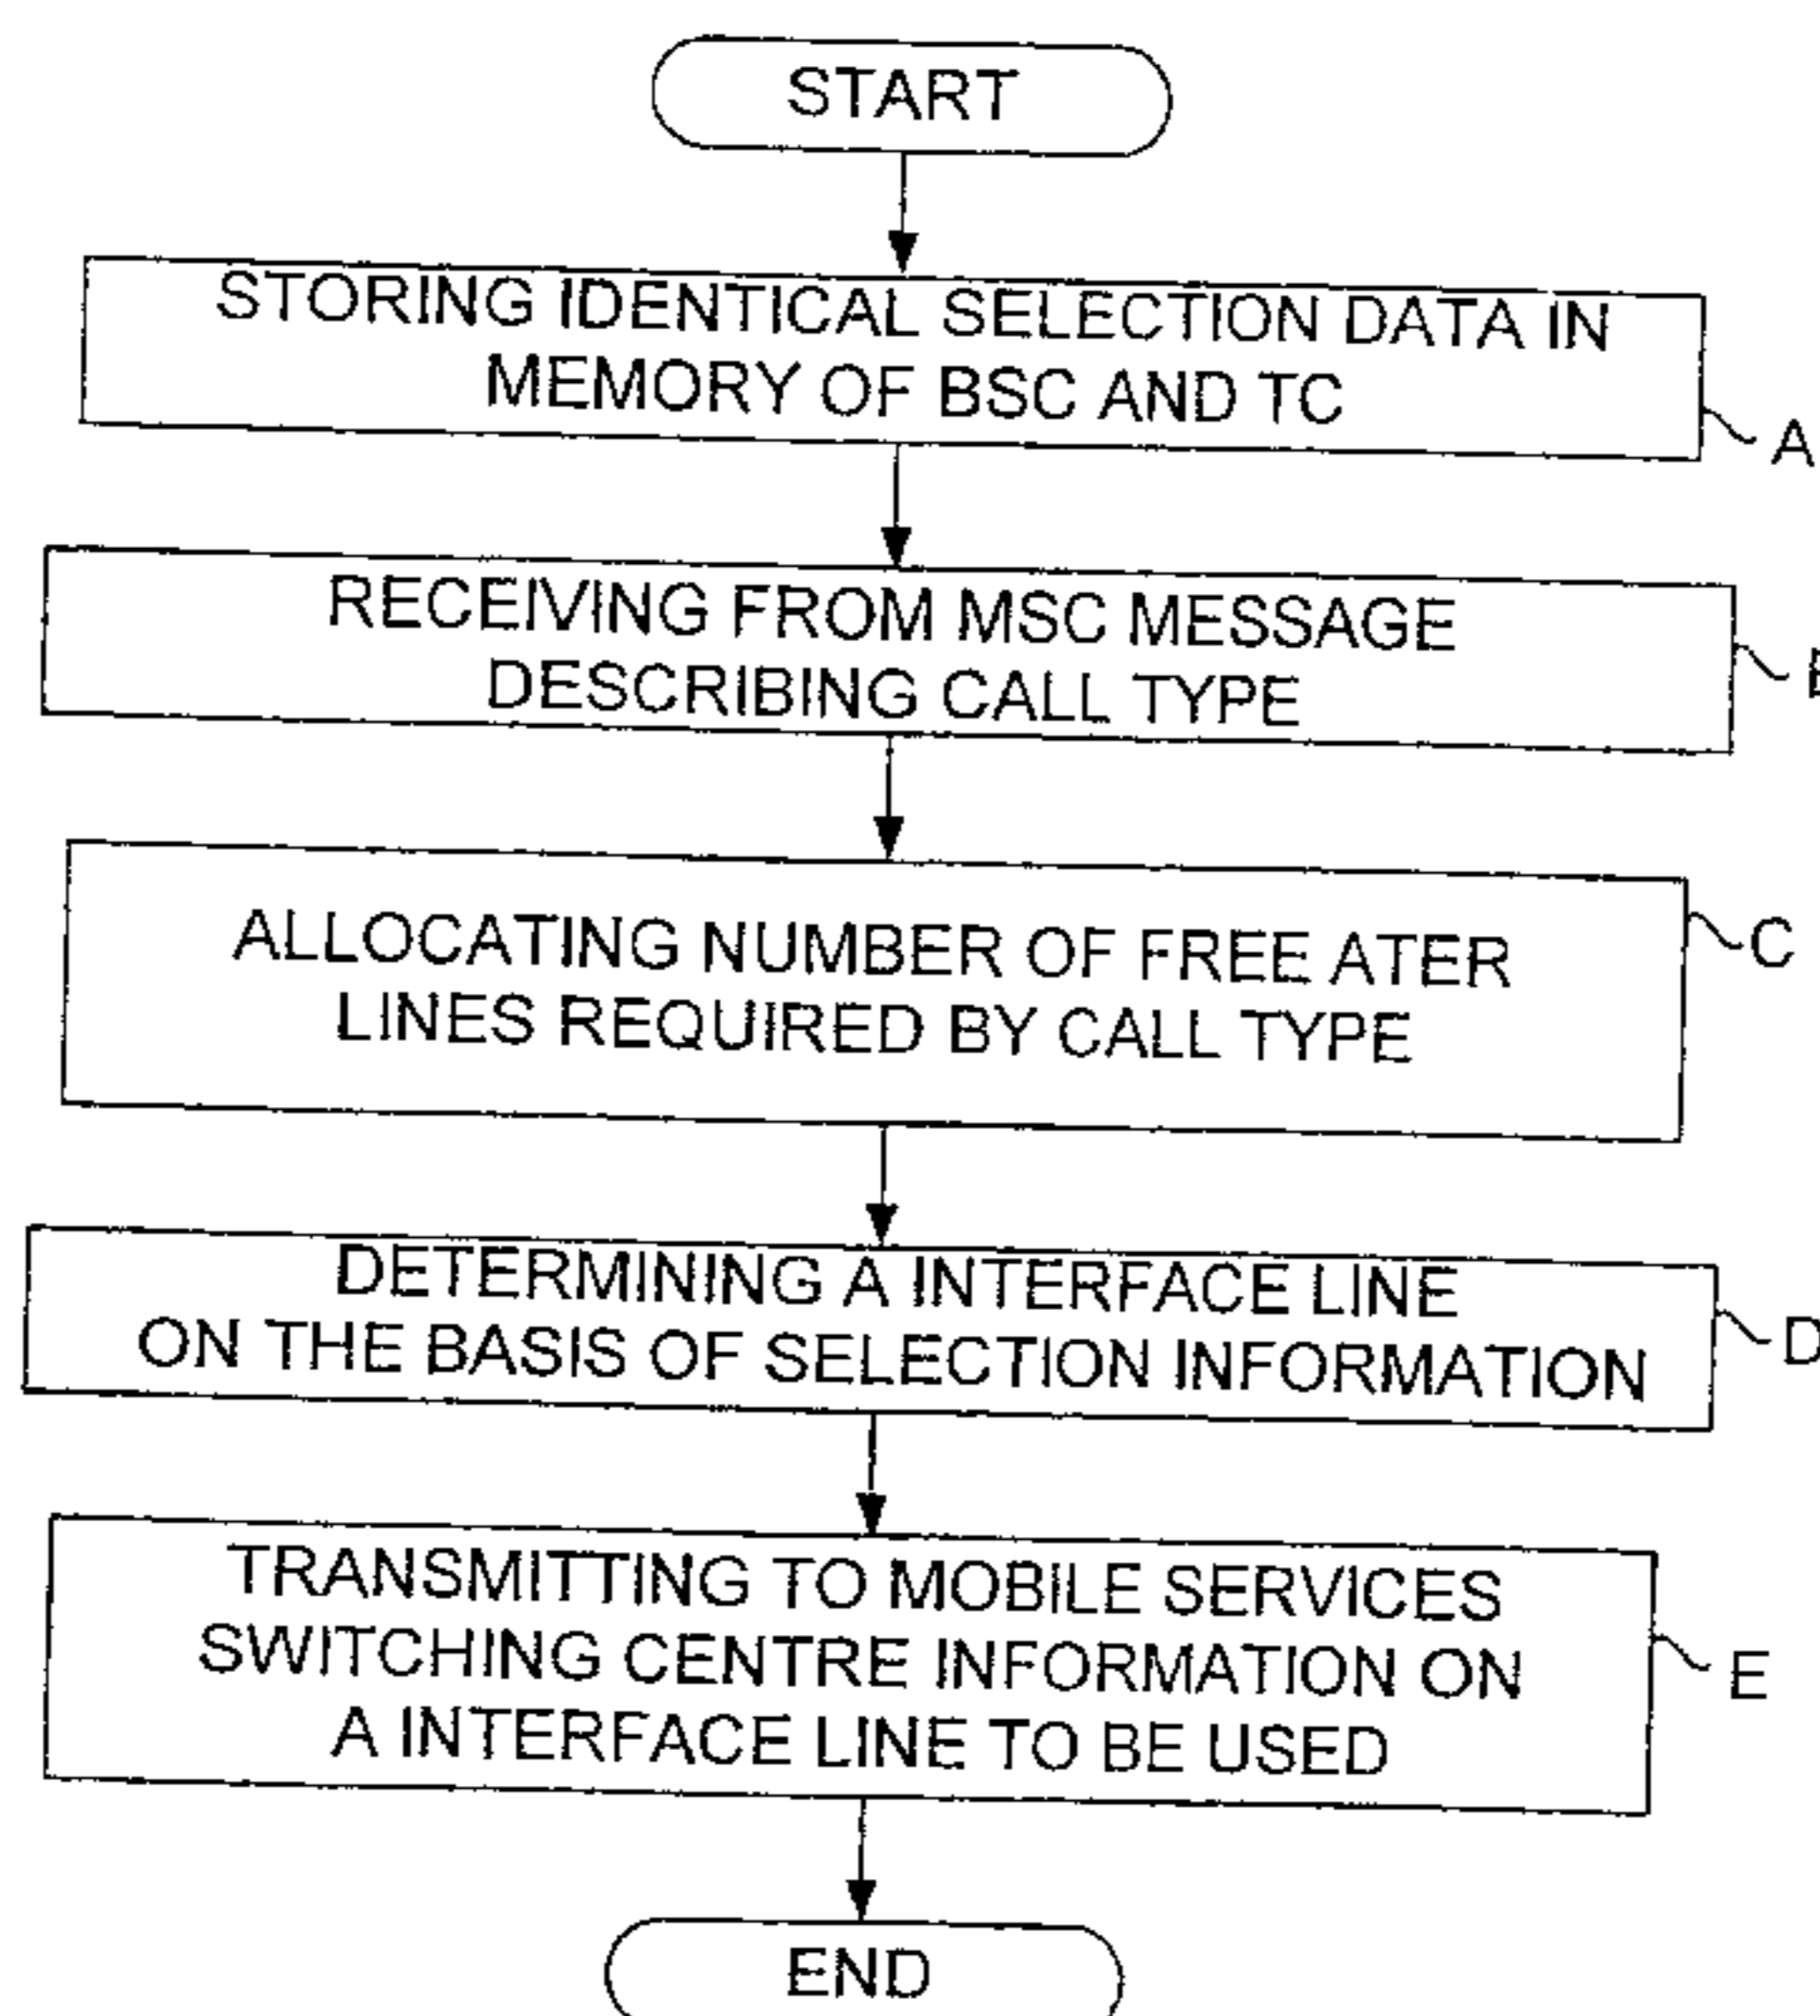 START
STORING IDENTICAL SELECTION DATA IN
MEMORY OF BSC AND TC
A
RECEIVING FROM MSC MESSAGE
DESCRIBING CALL TYPE
ALLOCATING NUMBER OF FREE ATER
LINES REQUIRED BY CALL TYPE
C
DETERMINING A INTERFACE LINE
ON THE BASIS OF SELECTION INFORMATION
D
TRANSMITTING TO MOBILE SERVICES
SWITCHING CENTRE INFORMATION ON
A INTERFACE LINE TO BE USED
E
END